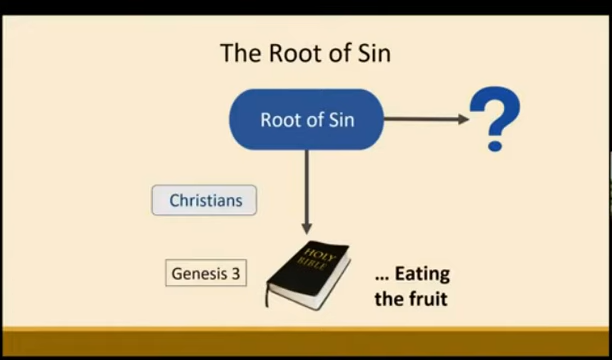 The Root of Sin
Root of Sin
?
Christians
Genesis 3
HOLY
BIBLE
... Eating
the fruit